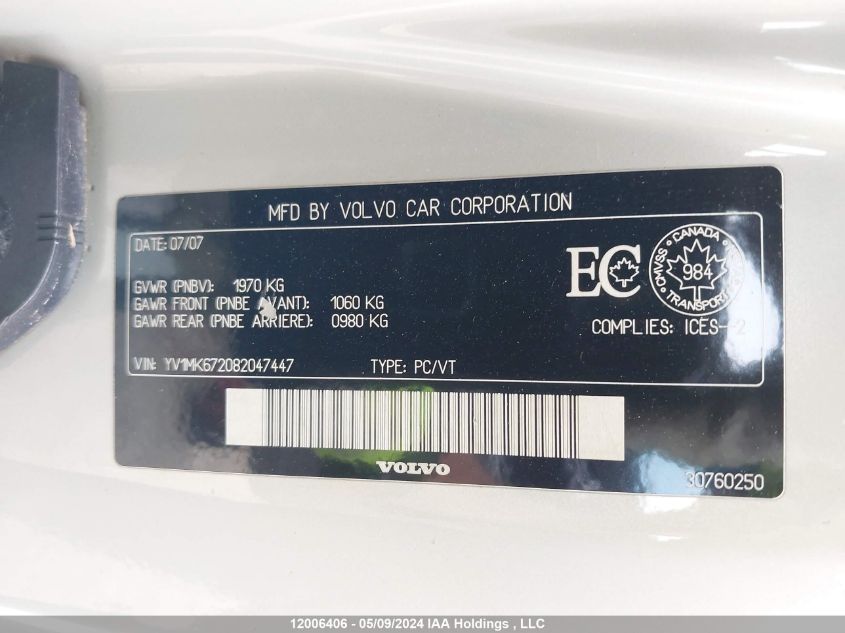 MFD BY VOLVO CAR CORPORATION
DATE: 07/07
GVWR (PNBV): 1970 KG
GAWR FRONT (PNBE AVANT): 1060 KG
GAWR REAR (PNBE ARRIERE): 0980 KG
EC
CANADA
984
TRANSPORT
COMPLIES: ICES-2
VIN: YV1MK672082047447
TYPE: PC/VT
VOLVO
30760250
12006406 - 05/09/2024 IAA Holdings , LLC